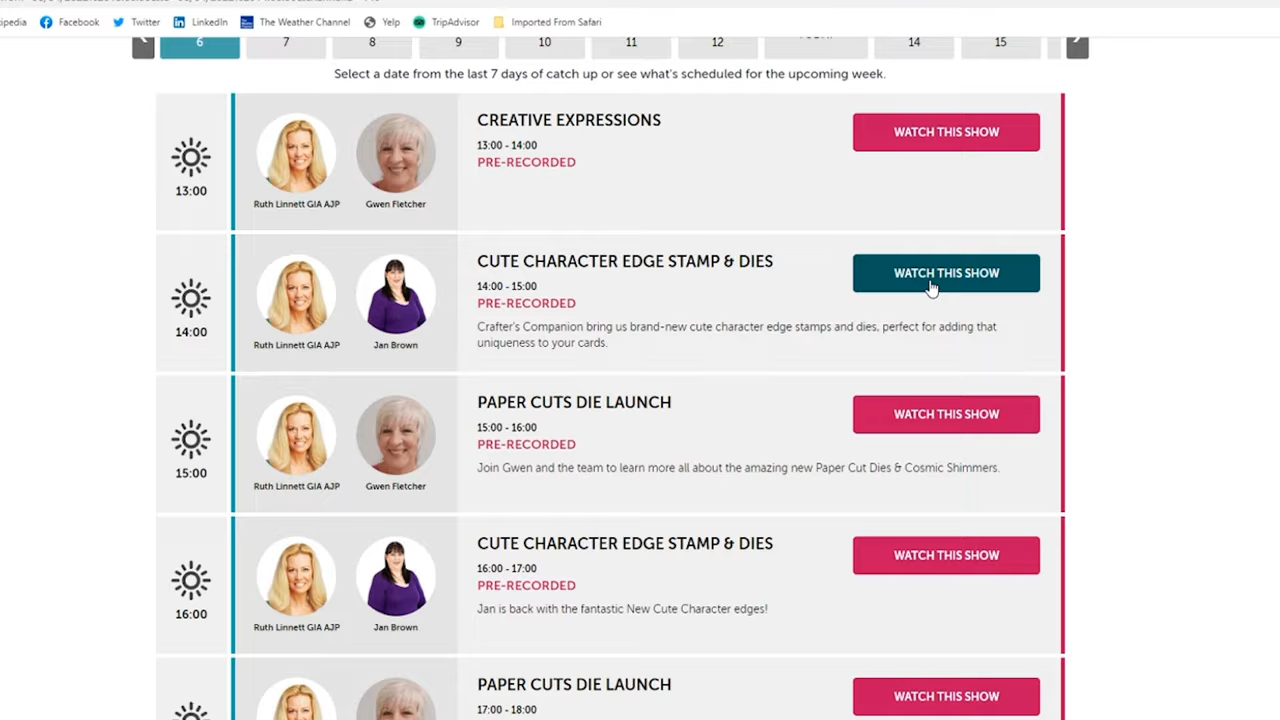 ipedia Facebook Twitter LinkedIn The Weather Channel Yelp TripAdvisor Imported From Safari
6 7 8 9 10 11 12 14 15
Select a date from the last 7 days of catch up or see what's scheduled for the upcoming week.
13:00
Ruth Linnett GIA AJP
Gwen Fletcher
CREATIVE EXPRESSIONS
13:00 - 14:00
PRE-RECORDED
WATCH THIS SHOW
14:00
Ruth Linnett GIA AJP
Jan Brown
CUTE CHARACTER EDGE STAMP & DIES
14:00 - 15:00
PRE-RECORDED
Crafter's Companion bring us brand-new cute character edge stamps and dies, perfect for adding that
uniqueness to your cards.
WATCH THIS SHOW
15:00
Ruth Linnett GIA AJP
Gwen Fletcher
PAPER CUTS DIE LAUNCH
15:00 - 16:00
PRE-RECORDED
Join Gwen and the team to learn more all about the amazing new Paper Cut Dies & Cosmic Shimmers.
WATCH THIS SHOW
16:00
Ruth Linnett GIA AJP
Jan Brown
CUTE CHARACTER EDGE STAMP & DIES
16:00 - 17:00
PRE-RECORDED
Jan is back with the fantastic New Cute Character edges!
WATCH THIS SHOW
PAPER CUTS DIE LAUNCH
17:00 - 18:00
WATCH THIS SHOW